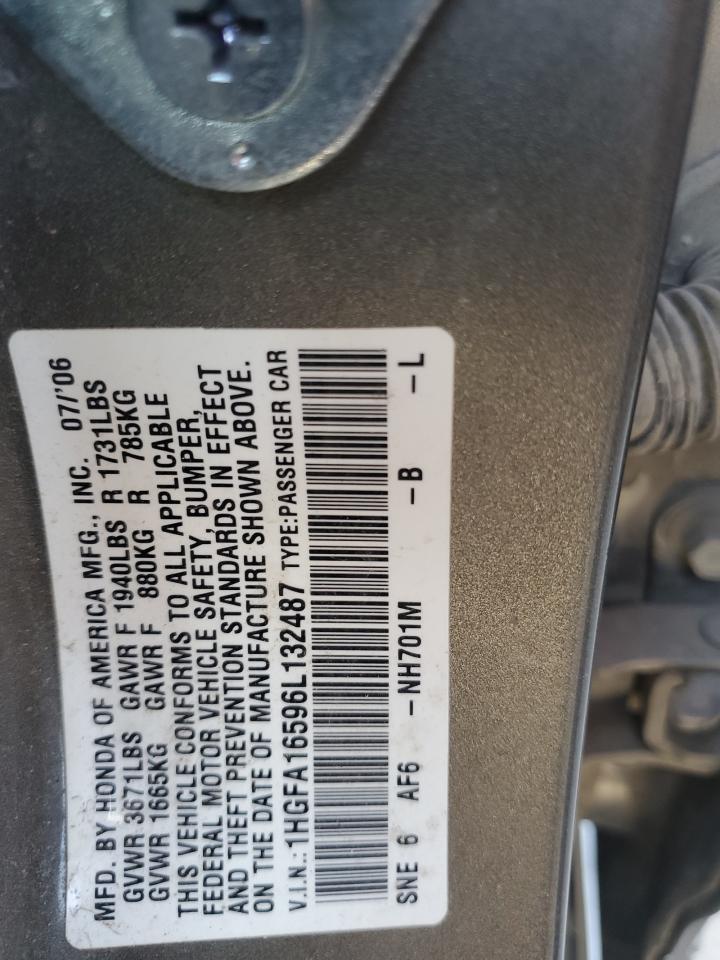 MFD. BY HONDA OF AMERICA MFG., INC. 07/'06
GVWR 3671LBS GAWR F 1940LBS R 1731LBS
GVWR 1665KG GAWR F 880KG R 785KG
THIS VEHICLE CONFORMS TO ALL APPLICABLE
FEDERAL MOTOR VEHICLE SAFETY, BUMPER,
AND THEFT PREVENTION STANDARDS IN EFFECT
ON THE DATE OF MANUFACTURE SHOWN ABOVE.
V.I.N.:1HGFA16596L132487 TYPE:PASSENGER CAR
SNE 6 AF6 -NH701M -B -L